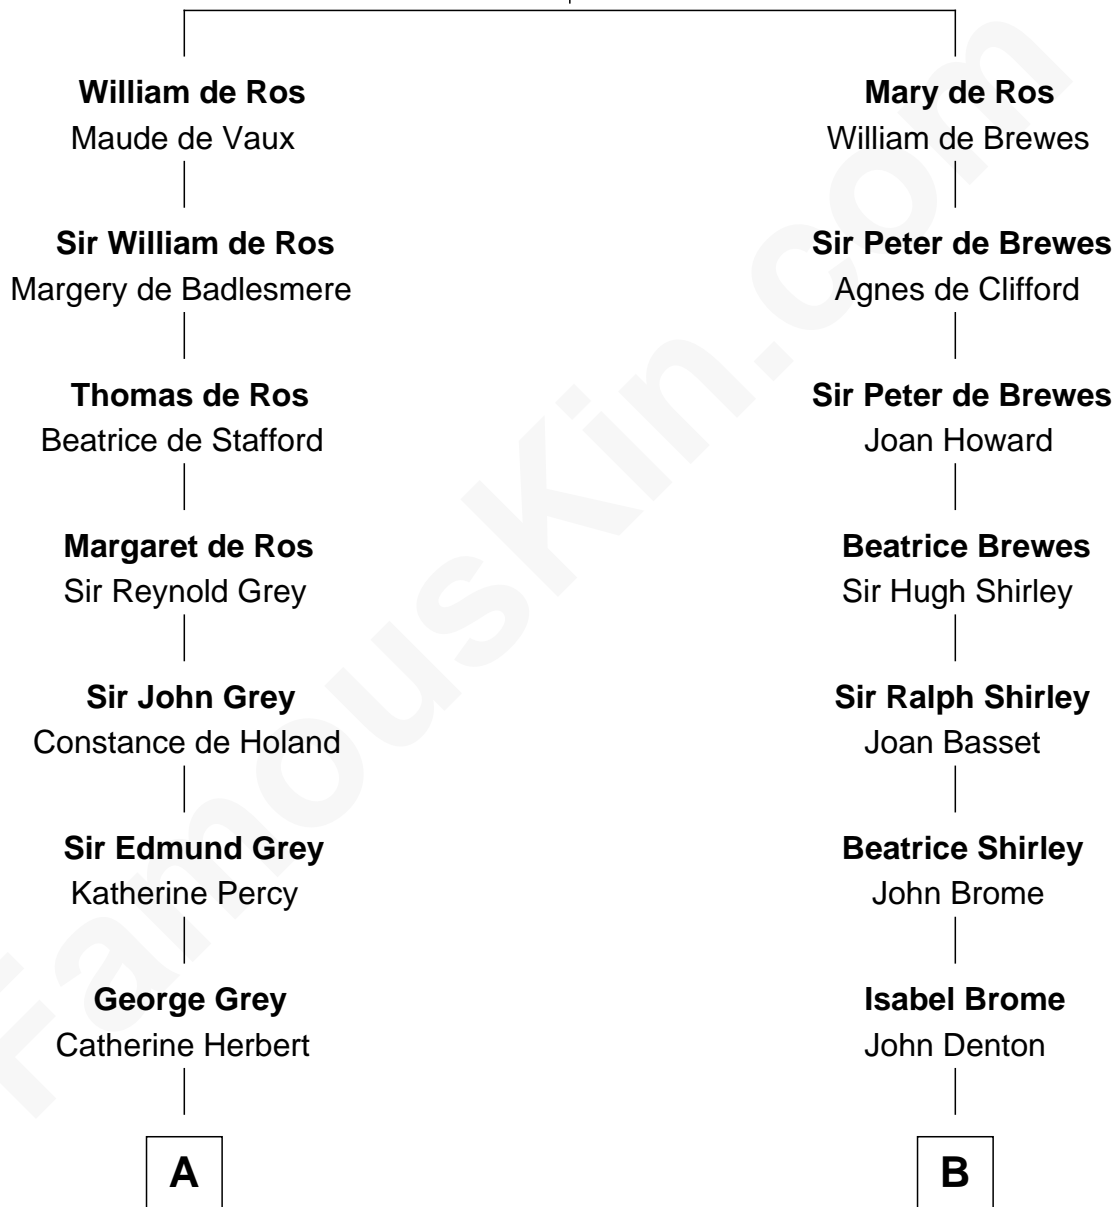 William de Ros
Maude de Vaux
Sir William de Ros
Margery de Badlesmere
Thomas de Ros
Beatrice de Stafford
Margaret de Ros
Sir Reynold Grey
Sir John Grey
Constance de Holand
Sir Edmund Grey
Katherine Percy
George Grey
Catherine Herbert
A
Mary de Ros
William de Brewes
Sir Peter de Brewes
Agnes de Clifford
Sir Peter de Brewes
Joan Howard
Beatrice Brewes
Sir Hugh Shirley
Sir Ralph Shirley
Joan Basset
Beatrice Shirley
John Brome
Isabel Brome
John Denton
B
FamousKin.com